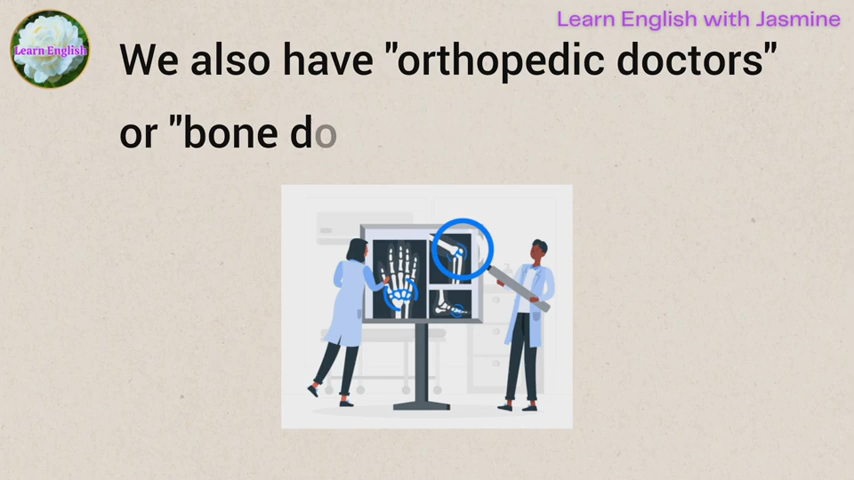 Learn English with Jasmine
Learn English
We also have "orthopedic doctors"
or "bone do